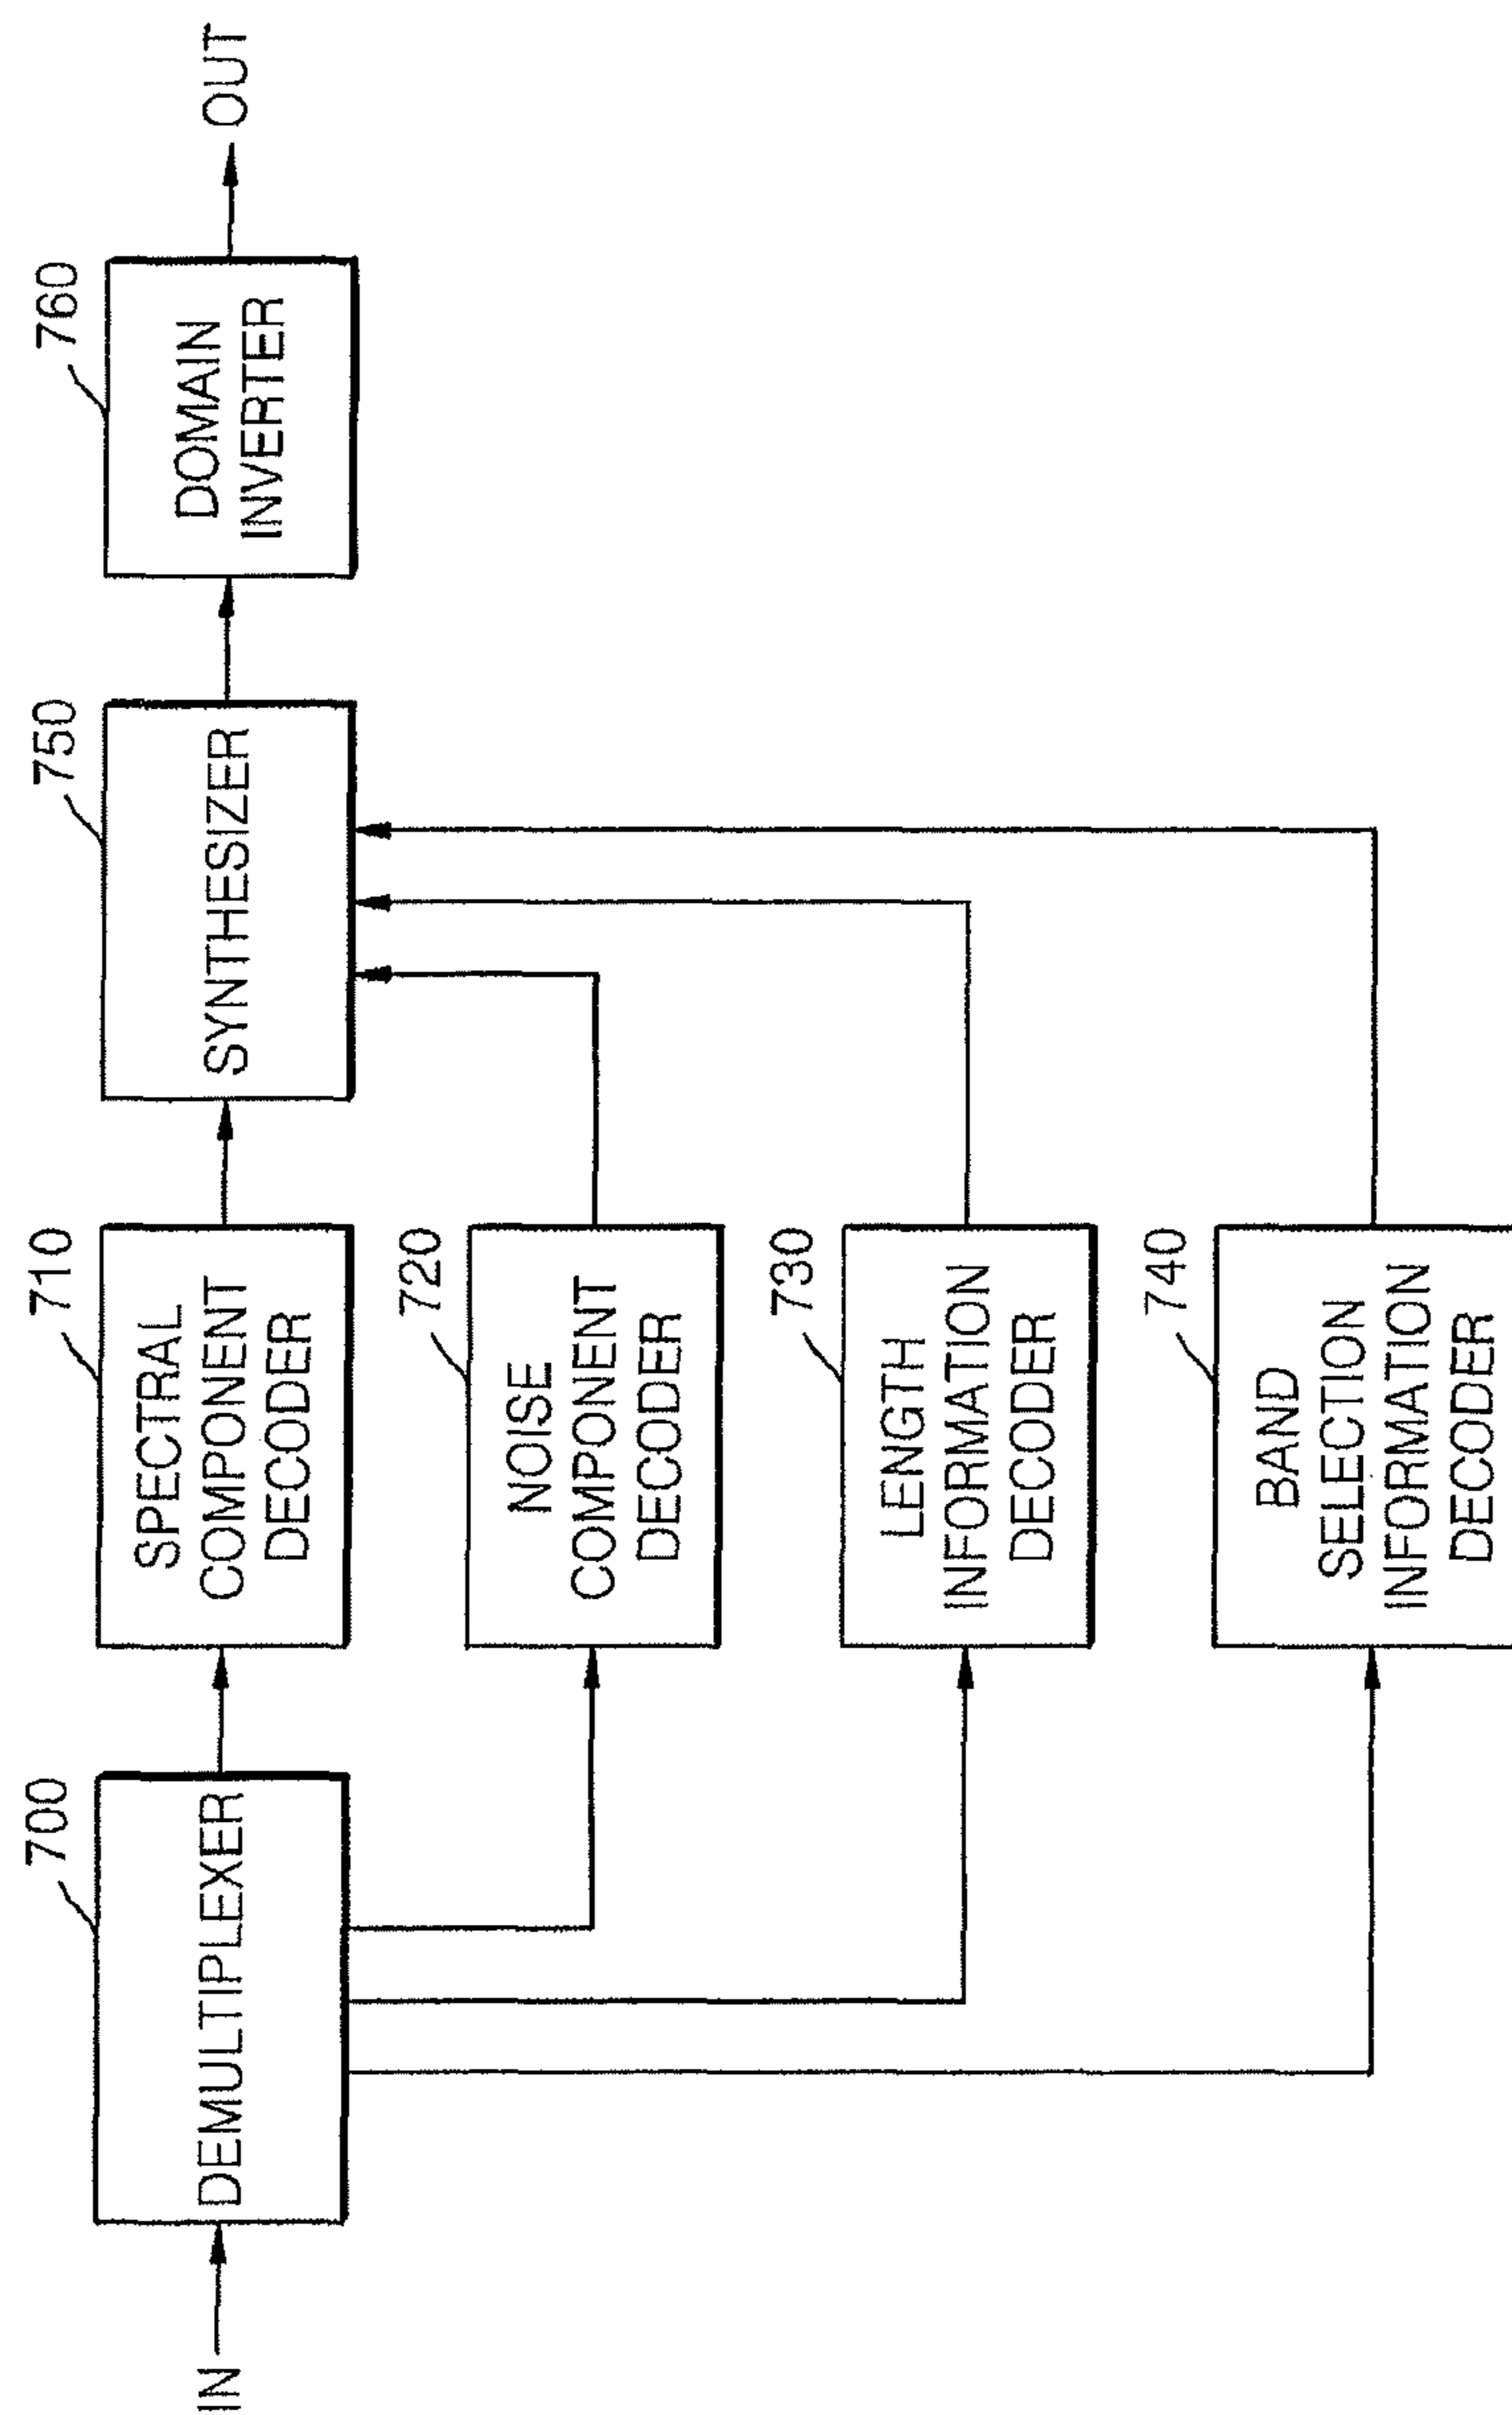 IN
700
DEMULTIPLEXER
710
SPECTRAL
COMPONENT
DECODER
720
NOISE
COMPONENT
DECODER
730
LENGTH
INFORMATION
DECODER
740
BAND
SELECTION
INFORMATION
DECODER
750
SYNTHESIZER
760
DOMAIN
INVERTER
OUT